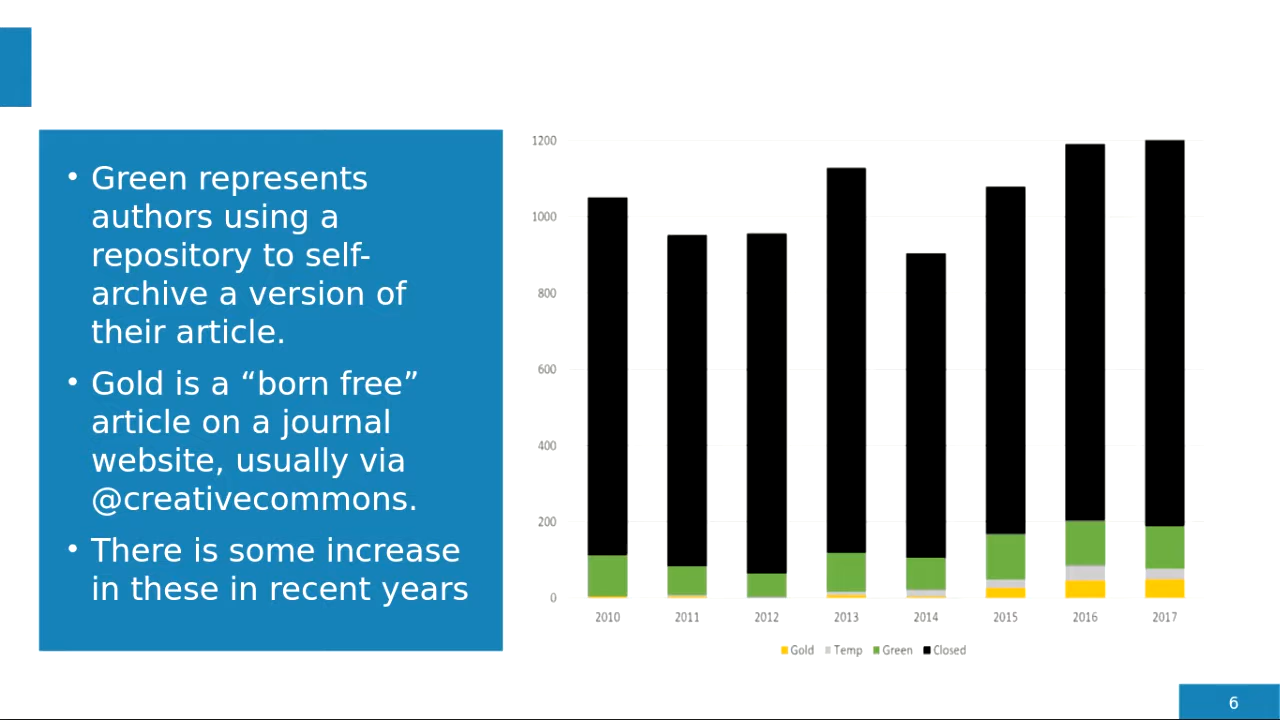 • Green represents
authors using a
repository to self-
archive a version of
their article.
• Gold is a “born free”
article on a journal
website, usually via
@creativecommons.
• There is some increase
in these in recent years
1200
1000
800
600
400
200
0
2010 2011 2012 2013 2014 2015 2016 2017
Gold Temp Green Closed
6